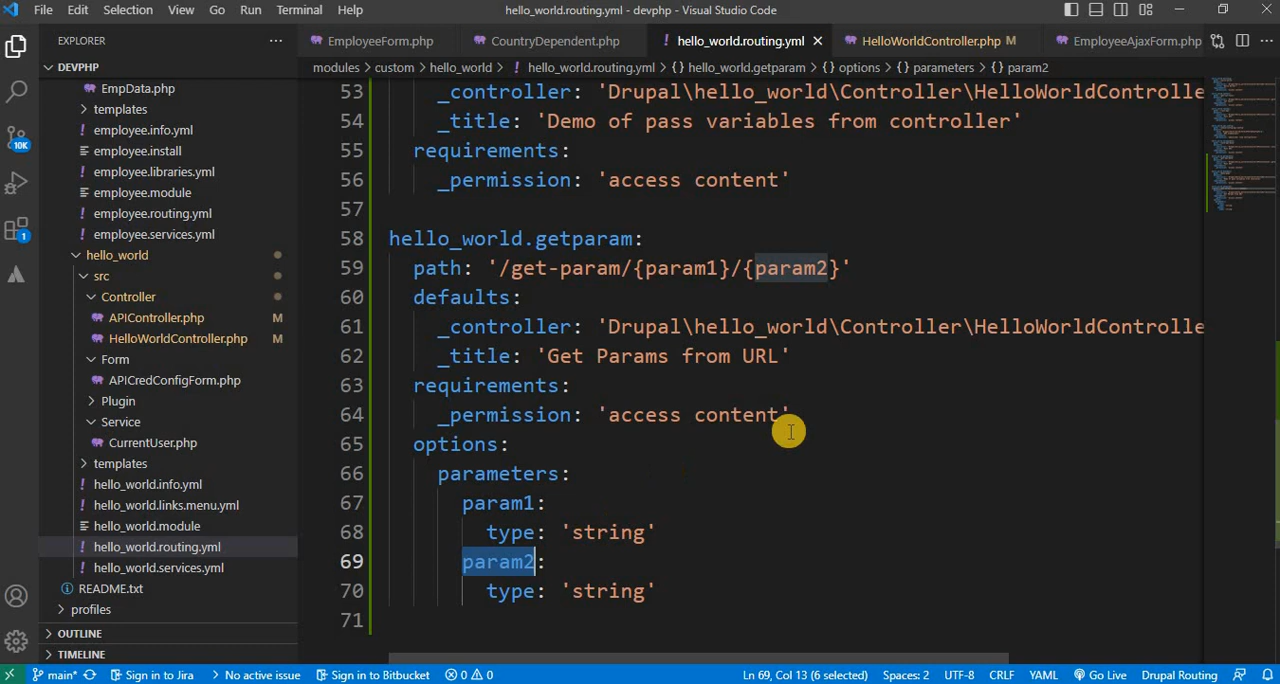 File Edit Selection View Go Run Terminal Help
hello_world.routing.yml - devphp - Visual Studio Code
EXPLORER
EmployeeForm.php
CountryDependent.php
hello_world.routing.yml
HelloWorldController.php M
EmployeeAjaxForm.php
DEVPHP
modules > custom > hello_world > ! hello_world.routing.yml > {} hello_world.getparam > {} options > {} parameters > {} param2
EmpData.php
templates
employee.info.yml
employee.install
employee.libraries.yml
employee.module
employee.routing.yml
employee.services.yml
hello_world
src
Controller
APIController.php M
HelloWorldController.php M
Form
APICredConfigForm.php
Plugin
Service
CurrentUser.php
templates
hello_world.info.yml
hello_world.links.menu.yml
hello_world.module
hello_world.routing.yml
hello_world.services.yml
README.txt
profiles
OUTLINE
TIMELINE
10K
1
53 _controller: 'Drupal\hello_world\Controller\HelloWorldControlle
54 _title: 'Demo of pass variables from controller'
55 requirements:
56 _permission: 'access content'
57
58 hello_world.getparam:
59 path: '/get-param/{param1}/{param2}'
60 defaults:
61 _controller: 'Drupal\hello_world\Controller\HelloWorldControlle
62 _title: 'Get Params from URL'
63 requirements:
64 _permission: 'access content'
65 options:
66 parameters:
67 param1:
68 type: 'string'
69 param2:
70 type: 'string'
71
main* Sign in to Jira No active issue Sign in to Bitbucket 0 0 Ln 69, Col 13 (6 selected) Spaces: 2 UTF-8 CRLF YAML Go Live Drupal Routing